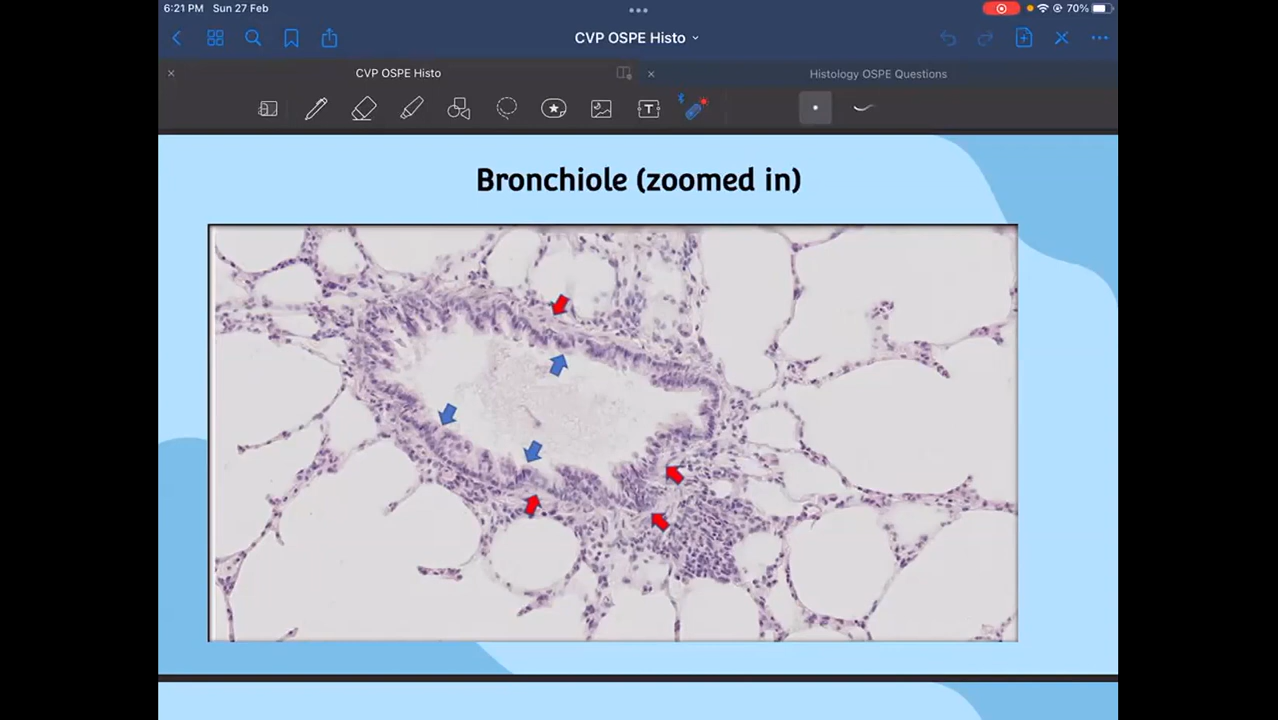 6:21 PM Sun 27 Feb
70%
CVP OSPE Histo
CVP OSPE Histo
Histology OSPE Questions
T
Bronchiole (zoomed in)